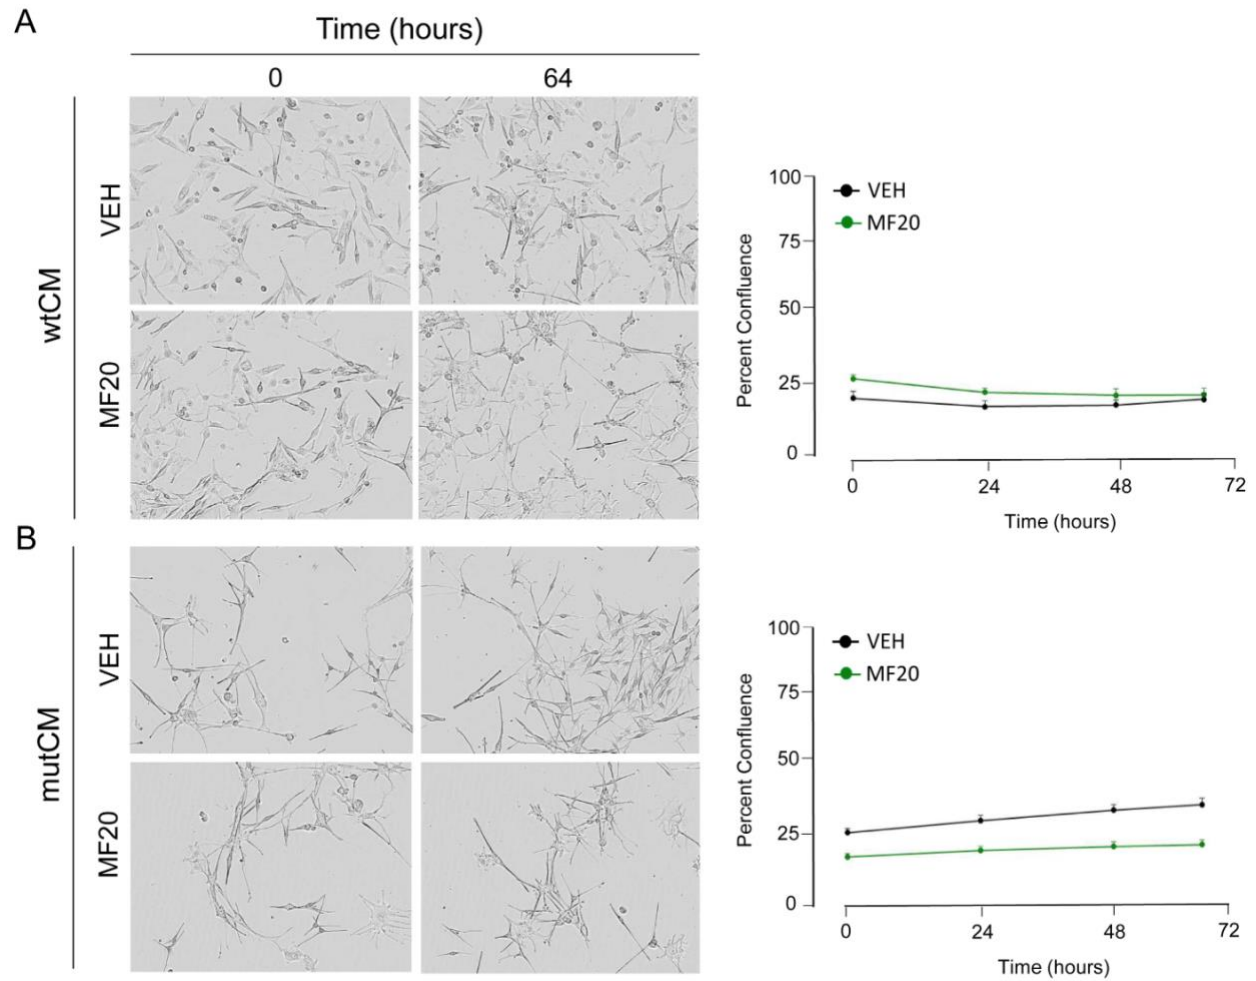 A
Time (hours)
0 64
wtCM
VEH
MF20
100
75
50
25
0
Percent Confluence
VEH
MF20
0 24 48 72
Time (hours)
B
mutCM
VEH
MF20
100
75
50
25
0
Percent Confluence
VEH
MF20
0 24 48 72
Time (hours)